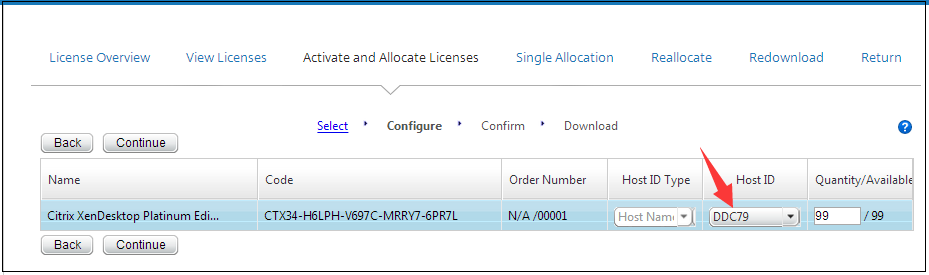 License Overview View Licenses Activate and Allocate Licenses Single Allocation Reallocate Redownload Return
Select Configure Confirm Download
?
Back Continue
Name Code Order Number Host ID Type Host ID Quantity/Available
Citrix XenDesktop Platinum Edi... CTX34-H6LPH-V697C-MRRY7-6PR7L N/A /00001 Host Name DDC79 99 / 99
Back Continue